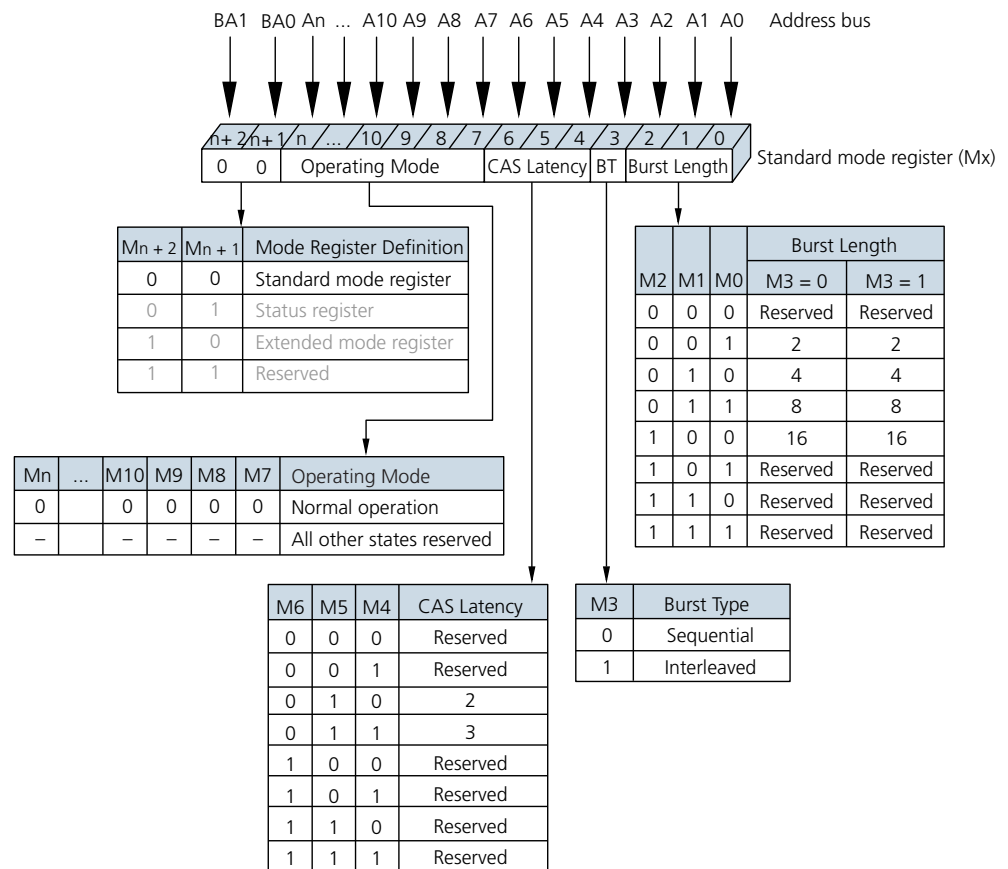 BA1 BA0 An ... A10 A9 A8 A7 A6 A5 A4 A3 A2 A1 A0 Address bus
n+ 2 n+ 1 n ... 10 9 8 7 6 5 4 3 2 1 0
0 0 Operating Mode CAS Latency BT Burst Length
Standard mode register (Mx)
Mn + 2 Mn + 1 Mode Register Definition
0 0 Standard mode register
0 1 Status register
1 0 Extended mode register
1 1 Reserved
Burst Length
M2 M1 M0 M3 = 0 M3 = 1
0 0 0 Reserved Reserved
0 0 1 2 2
0 1 0 4 4
0 1 1 8 8
1 0 0 16 16
1 0 1 Reserved Reserved
1 1 0 Reserved Reserved
1 1 1 Reserved Reserved
Mn ... M10 M9 M8 M7 Operating Mode
0 0 0 0 0 Normal operation
– – – – – All other states reserved
M6 M5 M4 CAS Latency
0 0 0 Reserved
0 0 1 Reserved
0 1 0 2
0 1 1 3
1 0 0 Reserved
1 0 1 Reserved
1 1 0 Reserved
1 1 1 Reserved
M3 Burst Type
0 Sequential
1 Interleaved